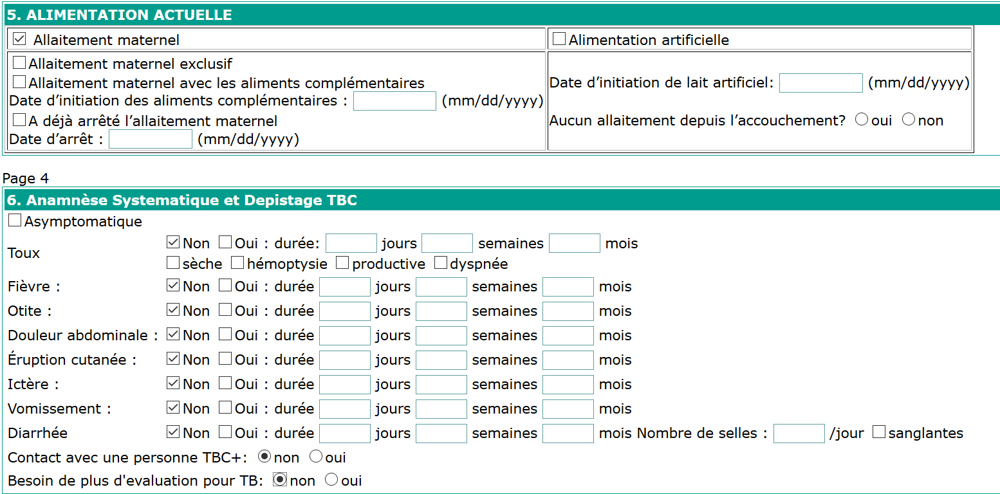 5. ALIMENTATION ACTUELLE
Allaitement maternel
Alimentation artificielle
Allaitement maternel exclusif
Allaitement maternel avec les aliments complémentaires
Date d’initiation des aliments complémentaires : (mm/dd/yyyy)
A déjà arrêté l’allaitement maternel
Date d’arrêt : (mm/dd/yyyy)
Date d’initiation de lait artificiel: (mm/dd/yyyy)
Aucun allaitement depuis l’accouchement? oui non
Page 4
6. Anamnèse Systematique et Depistage TBC
Asymptomatique
Toux Non Oui : durée: jours semaines mois
sèche hémoptysie productive dyspnée
Fièvre : Non Oui : durée jours semaines mois
Otite : Non Oui : durée jours semaines mois
Douleur abdominale : Non Oui : durée jours semaines mois
Éruption cutanée : Non Oui : durée jours semaines mois
Ictère : Non Oui : durée jours semaines mois
Vomissement : Non Oui : durée jours semaines mois
Diarrhée Non Oui : durée jours semaines mois Nombre de selles : /jour sanglantes
Contact avec une personne TBC+: non oui
Besoin de plus d'evaluation pour TB: non oui